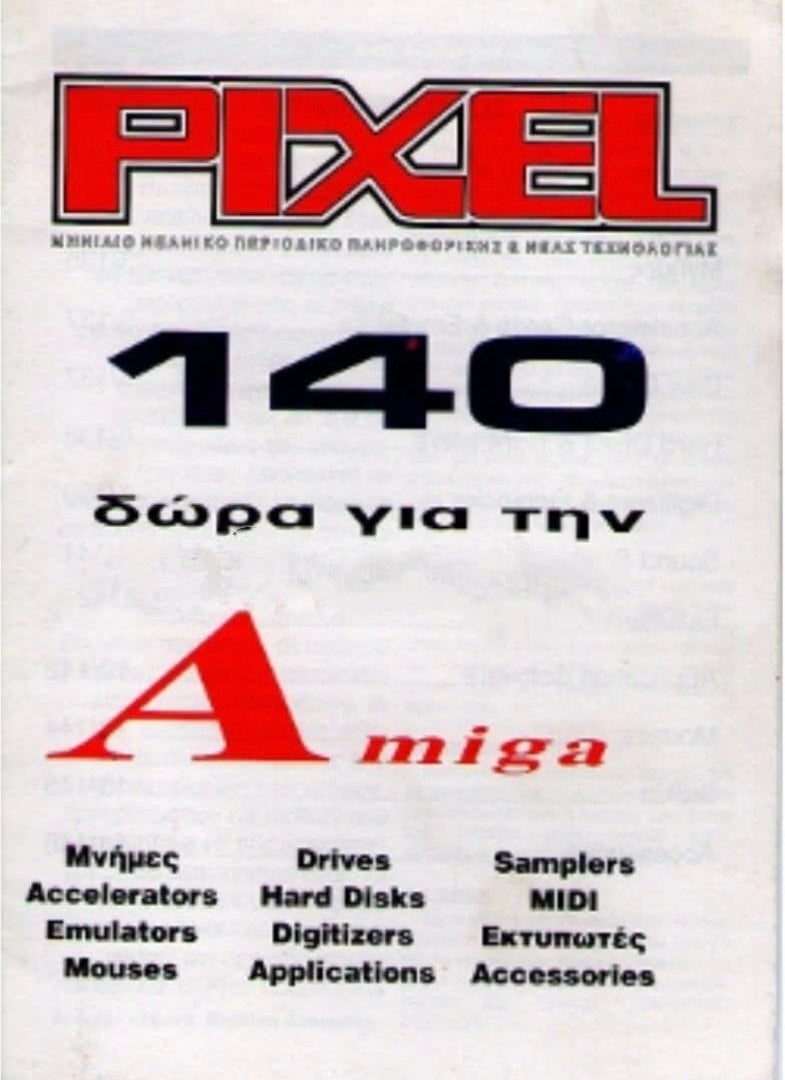 PIXEL
ΜΗΝΙΑΙΟ ΠΕΡΙΟΔΙΚΟ ΠΛΗΡΟΦΟΡΙΚΗΣ & ΝΕΑΣ ΤΕΧΝΟΛΟΓΙΑΣ
140
δώρα για την
Amiga
Μνήμες Drives Samplers
Accelerators Hard Disks MIDI
Emulators Digitizers Εκτυπωτές
Mouses Applications Accessories